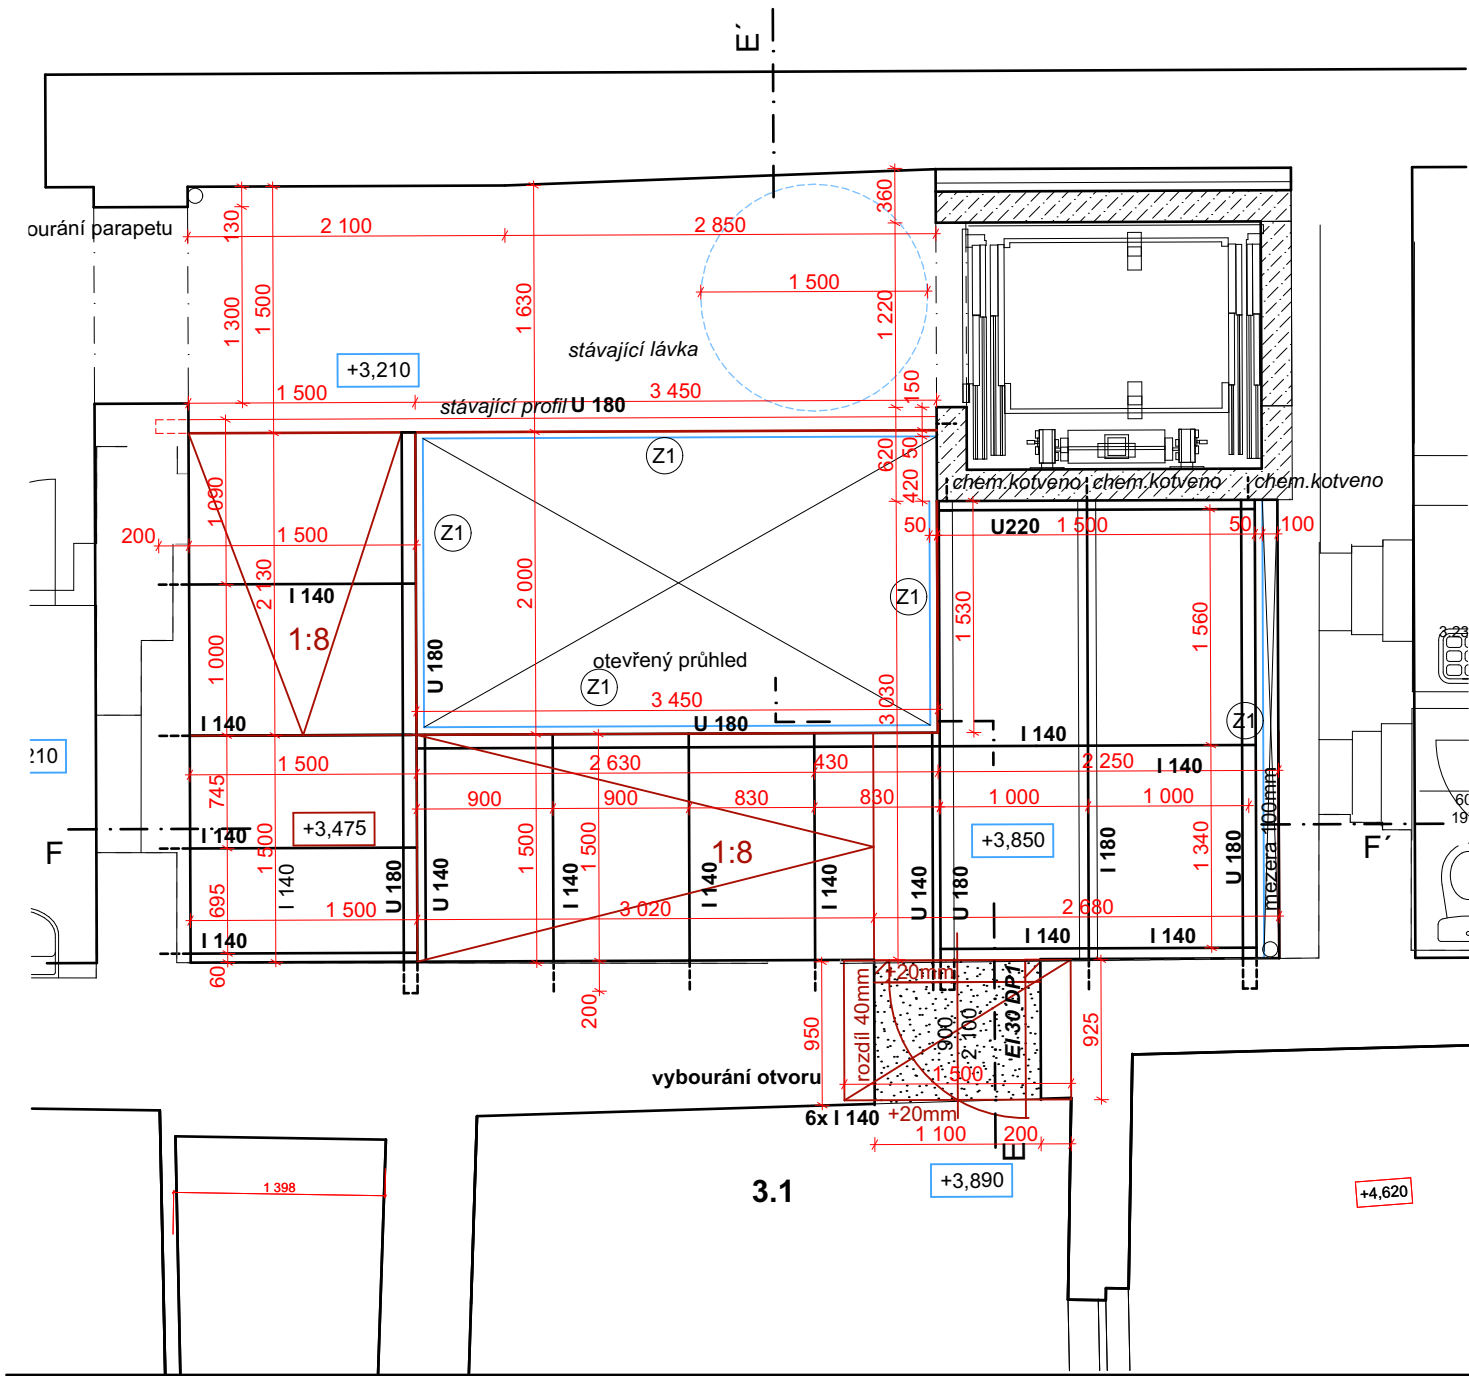 E´
ourání parapetu
130
2 100
2 850
360
1 300
1 500
1 630
1 500
1 220
stávající lávka
+3,210
1 500
3 450
150
stávající profil U 180
Z1
620
50
420
chem.kotveno
chem.kotveno
chem.kotveno
1 090
200
1 500
Z1
2 130
2 000
50
U220
1 500
50
100
I 140
Z1
1 530
1 560
1:8
1 000
U 180
otevřený průhled
Z1
3 450
3 030
U 180
I 140
I 140
Z1
210
1 500
2 630
430
2 250
I 140
745
900
900
830
830
1 000
1 000
mezera 100mm
F
+3,475
I 140
1 500
1 500
1 500
1:8
+3,850
1 340
F´
I 140
U 180
U 140
I 140
I 140
I 140
U 140
U 180
I 180
U 180
695
1 500
3 020
2 680
I 140
I 140
I 140
60
200
+20mm
950
rozdíl 40mm
900
2 100
EI 30 DP1
925
1 500
vybourání otvoru
6x I 140
+20mm
1 100
200
E
3.1
+3,890
1 398
+4,620
3 23
60
19